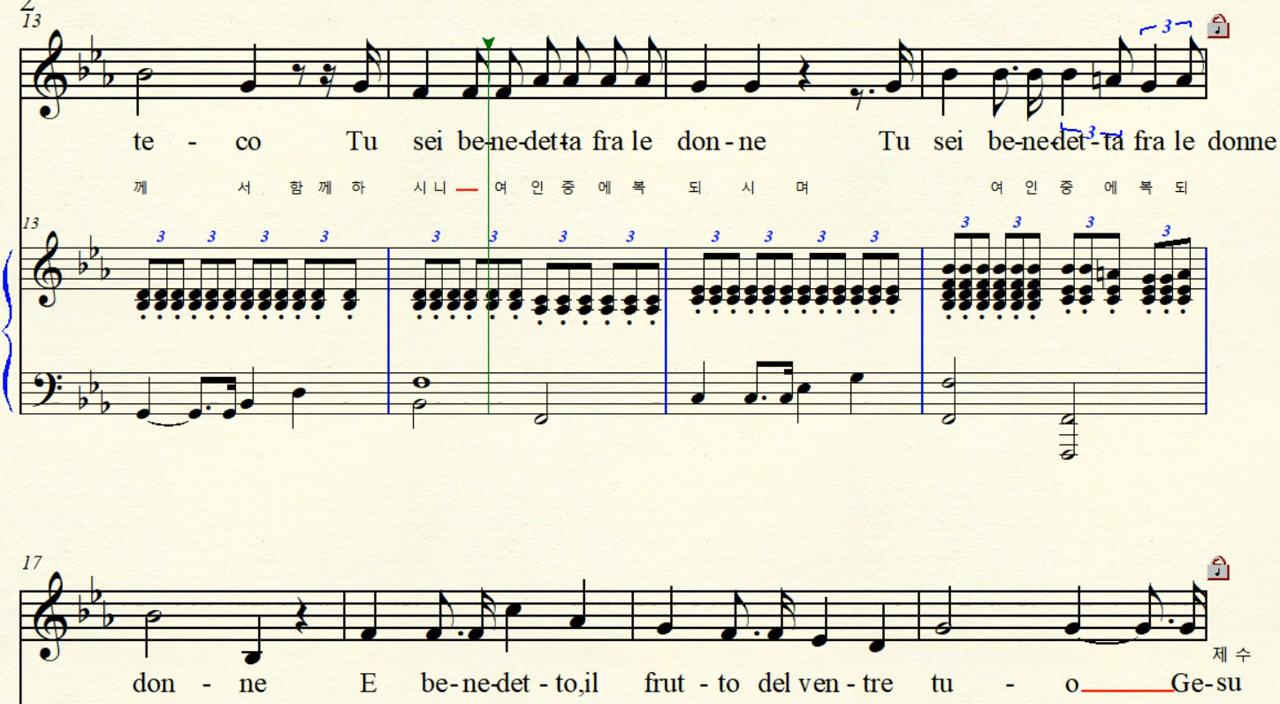 2
13
3
te - co Tu sei be-ne-det-ta fra le don - ne Tu sei be-ne-det-ta fra le donne
3
께 서 함 께 하 시 니 여 인 중 에 복 되 시 며 여 인 중 에 복 되
13
3 3 3 3 3 3 3 3 3 3 3 3 3 3 3 3
17
제 수
don - ne E be-ne-det-to,il frut - to del ven - tre tu - o Ge-su